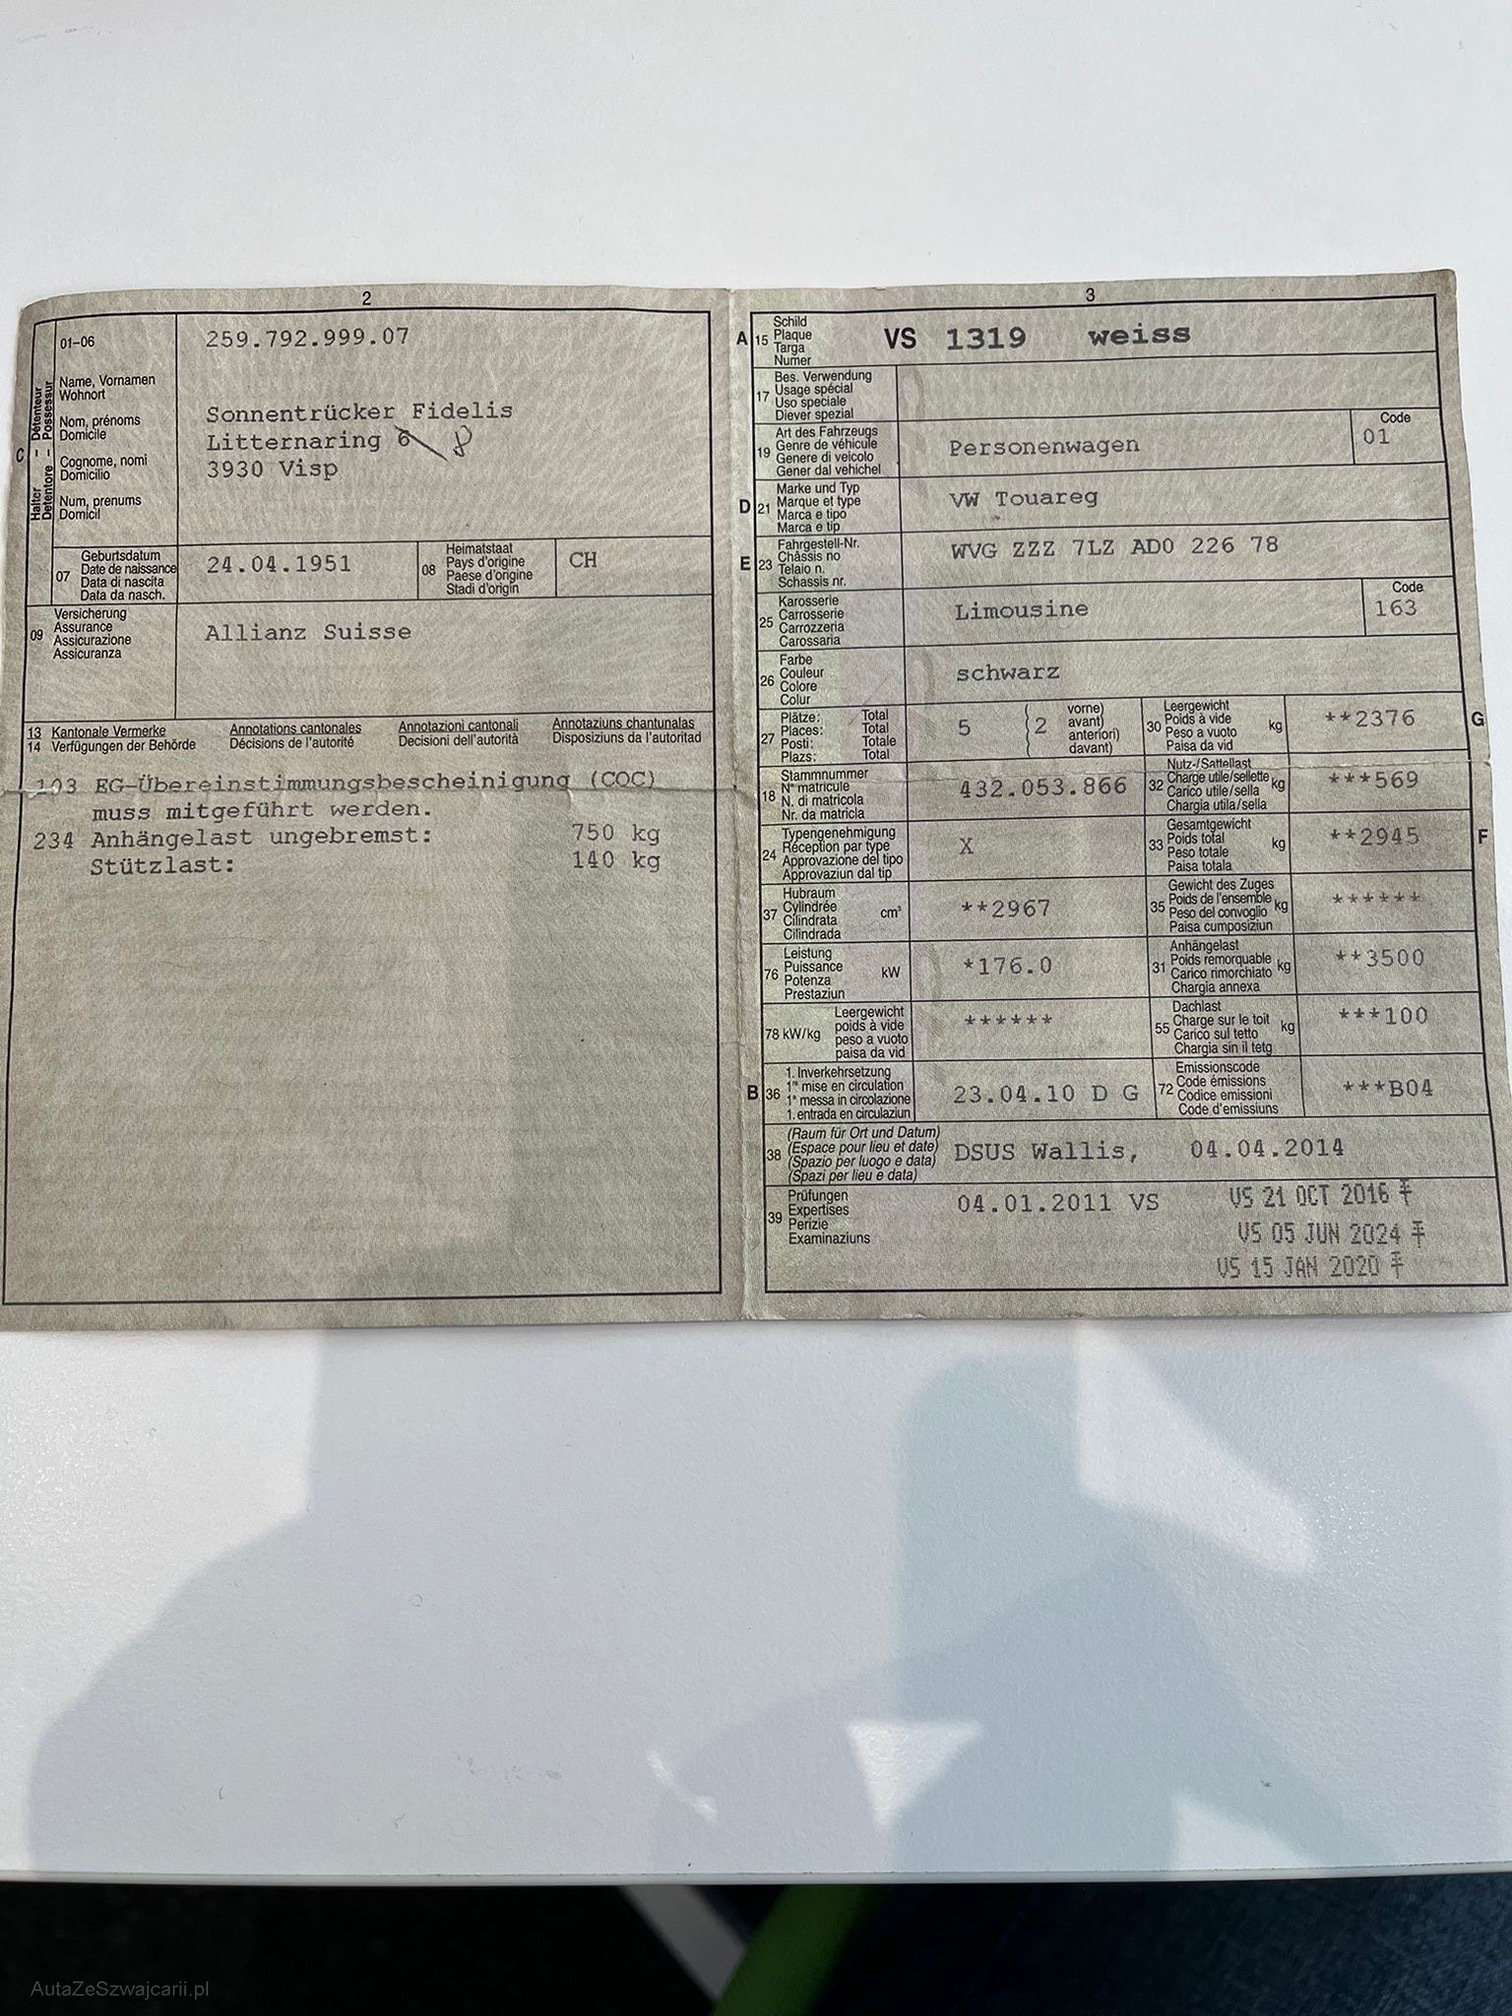 2
01-06
259.792.999.07
C
Halter - Détenteur
Detentore - Possessur
Name, Vornamen
Wohnort
Nom, prénoms
Domicile
Cognome, nomi
Domicilio
Num, prenums
Domicil
Sonnentrücker Fidelis
Litternaring 6 8
3930 Visp
07
Geburtsdatum
Date de naissance
Data di nascita
Data da nasch.
24.04.1951
08
Heimatstaat
Pays d'origine
Paese d'origine
Stadi d'origin
CH
09
Versicherung
Assurance
Assicurazione
Assicuranza
Allianz Suisse
13 Kantonale Vermerke Annotations cantonales Annotazioni cantonali Annotaziuns chantunalas
14 Verfügungen der Behörde Décisions de l'autorité Decisioni dell'autorità Disposiziuns da l'autoritad
103 EG-Übereinstimmungsbescheinigung (COC)
muss mitgeführt werden.
234 Anhängelast ungebremst: 750 kg
Stützlast: 140 kg
3
A 15
Schild
Plaque
Targa
Numer
VS 1319 weiss
17
Bes. Verwendung
Usage spécial
Uso speciale
Diever spezial
19
Art des Fahrzeugs
Genre de véhicule
Genere di veicolo
Gener dal vehichel
Personenwagen
Code
01
D 21
Marke und Typ
Marque et type
Marca e tipo
Marca e tip
VW Touareg
E 23
Fahrgestell-Nr.
Châssis no
Telaio n.
Schassis nr.
WVG ZZZ 7LZ AD0 226 78
25
Karosserie
Carrosserie
Carrozzeria
Carossaria
Limousine
Code
163
26
Farbe
Couleur
Colore
Colur
schwarz
27
Plätze: Total
Places: Total
Posti: Totale
Plazs: Total
5 ( 2
vorne)
avant)
anteriori)
davant)
30
Leergewicht
Poids à vide
Peso a vuoto
Paisa da vid
kg
**2376
G
18
Stammnummer
N° matricule
N. di matricola
Nr. da matricla
432.053.866
32
Nutz-/Sattellast
Charge utile/sellette
Carico utile/sella
Chargia utila/sella
kg
***569
24
Typengenehmigung
Réception par type
Approvazione del tipo
Approvaziun dal tip
X
33
Gesamtgewicht
Poids total
Peso totale
Paisa totala
kg
**2945
F
37
Hubraum
Cylindrée
Cilindrata
Cilindrada
cm³
**2967
35
Gewicht des Zuges
Poids de l'ensemble
Peso del convoglio
Paisa cumposiziun
kg
******
76
Leistung
Puissance
Potenza
Prestaziun
kW
*176.0
31
Anhängelast
Poids remorquable
Carico rimorchiato
Chargia annexa
kg
**3500
78 kW/kg
Leergewicht
poids à vide
peso a vuoto
paisa da vid
******
55
Dachlast
Charge sur le toit
Carico sul tetto
Chargia sin il tetg
kg
***100
B 36
1. Inverkehrsetzung
1re mise en circulation
1a messa in circolazione
1. entrada en circulaziun
23.04.10 D G
72
Emissionscode
Code émissions
Codice emissioni
Code d'emissiuns
***B04
38
(Raum für Ort und Datum)
(Espace pour lieu et date)
(Spazio per luogo e data)
(Spazi per lieu e data)
DSUS Wallis, 04.04.2014
39
Prüfungen
Expertises
Perizie
Examinaziuns
04.01.2011 VS
VS 21 OCT 2016
VS 05 JUN 2024
VS 15 JAN 2020
AutaZeSzwajcarii.pl